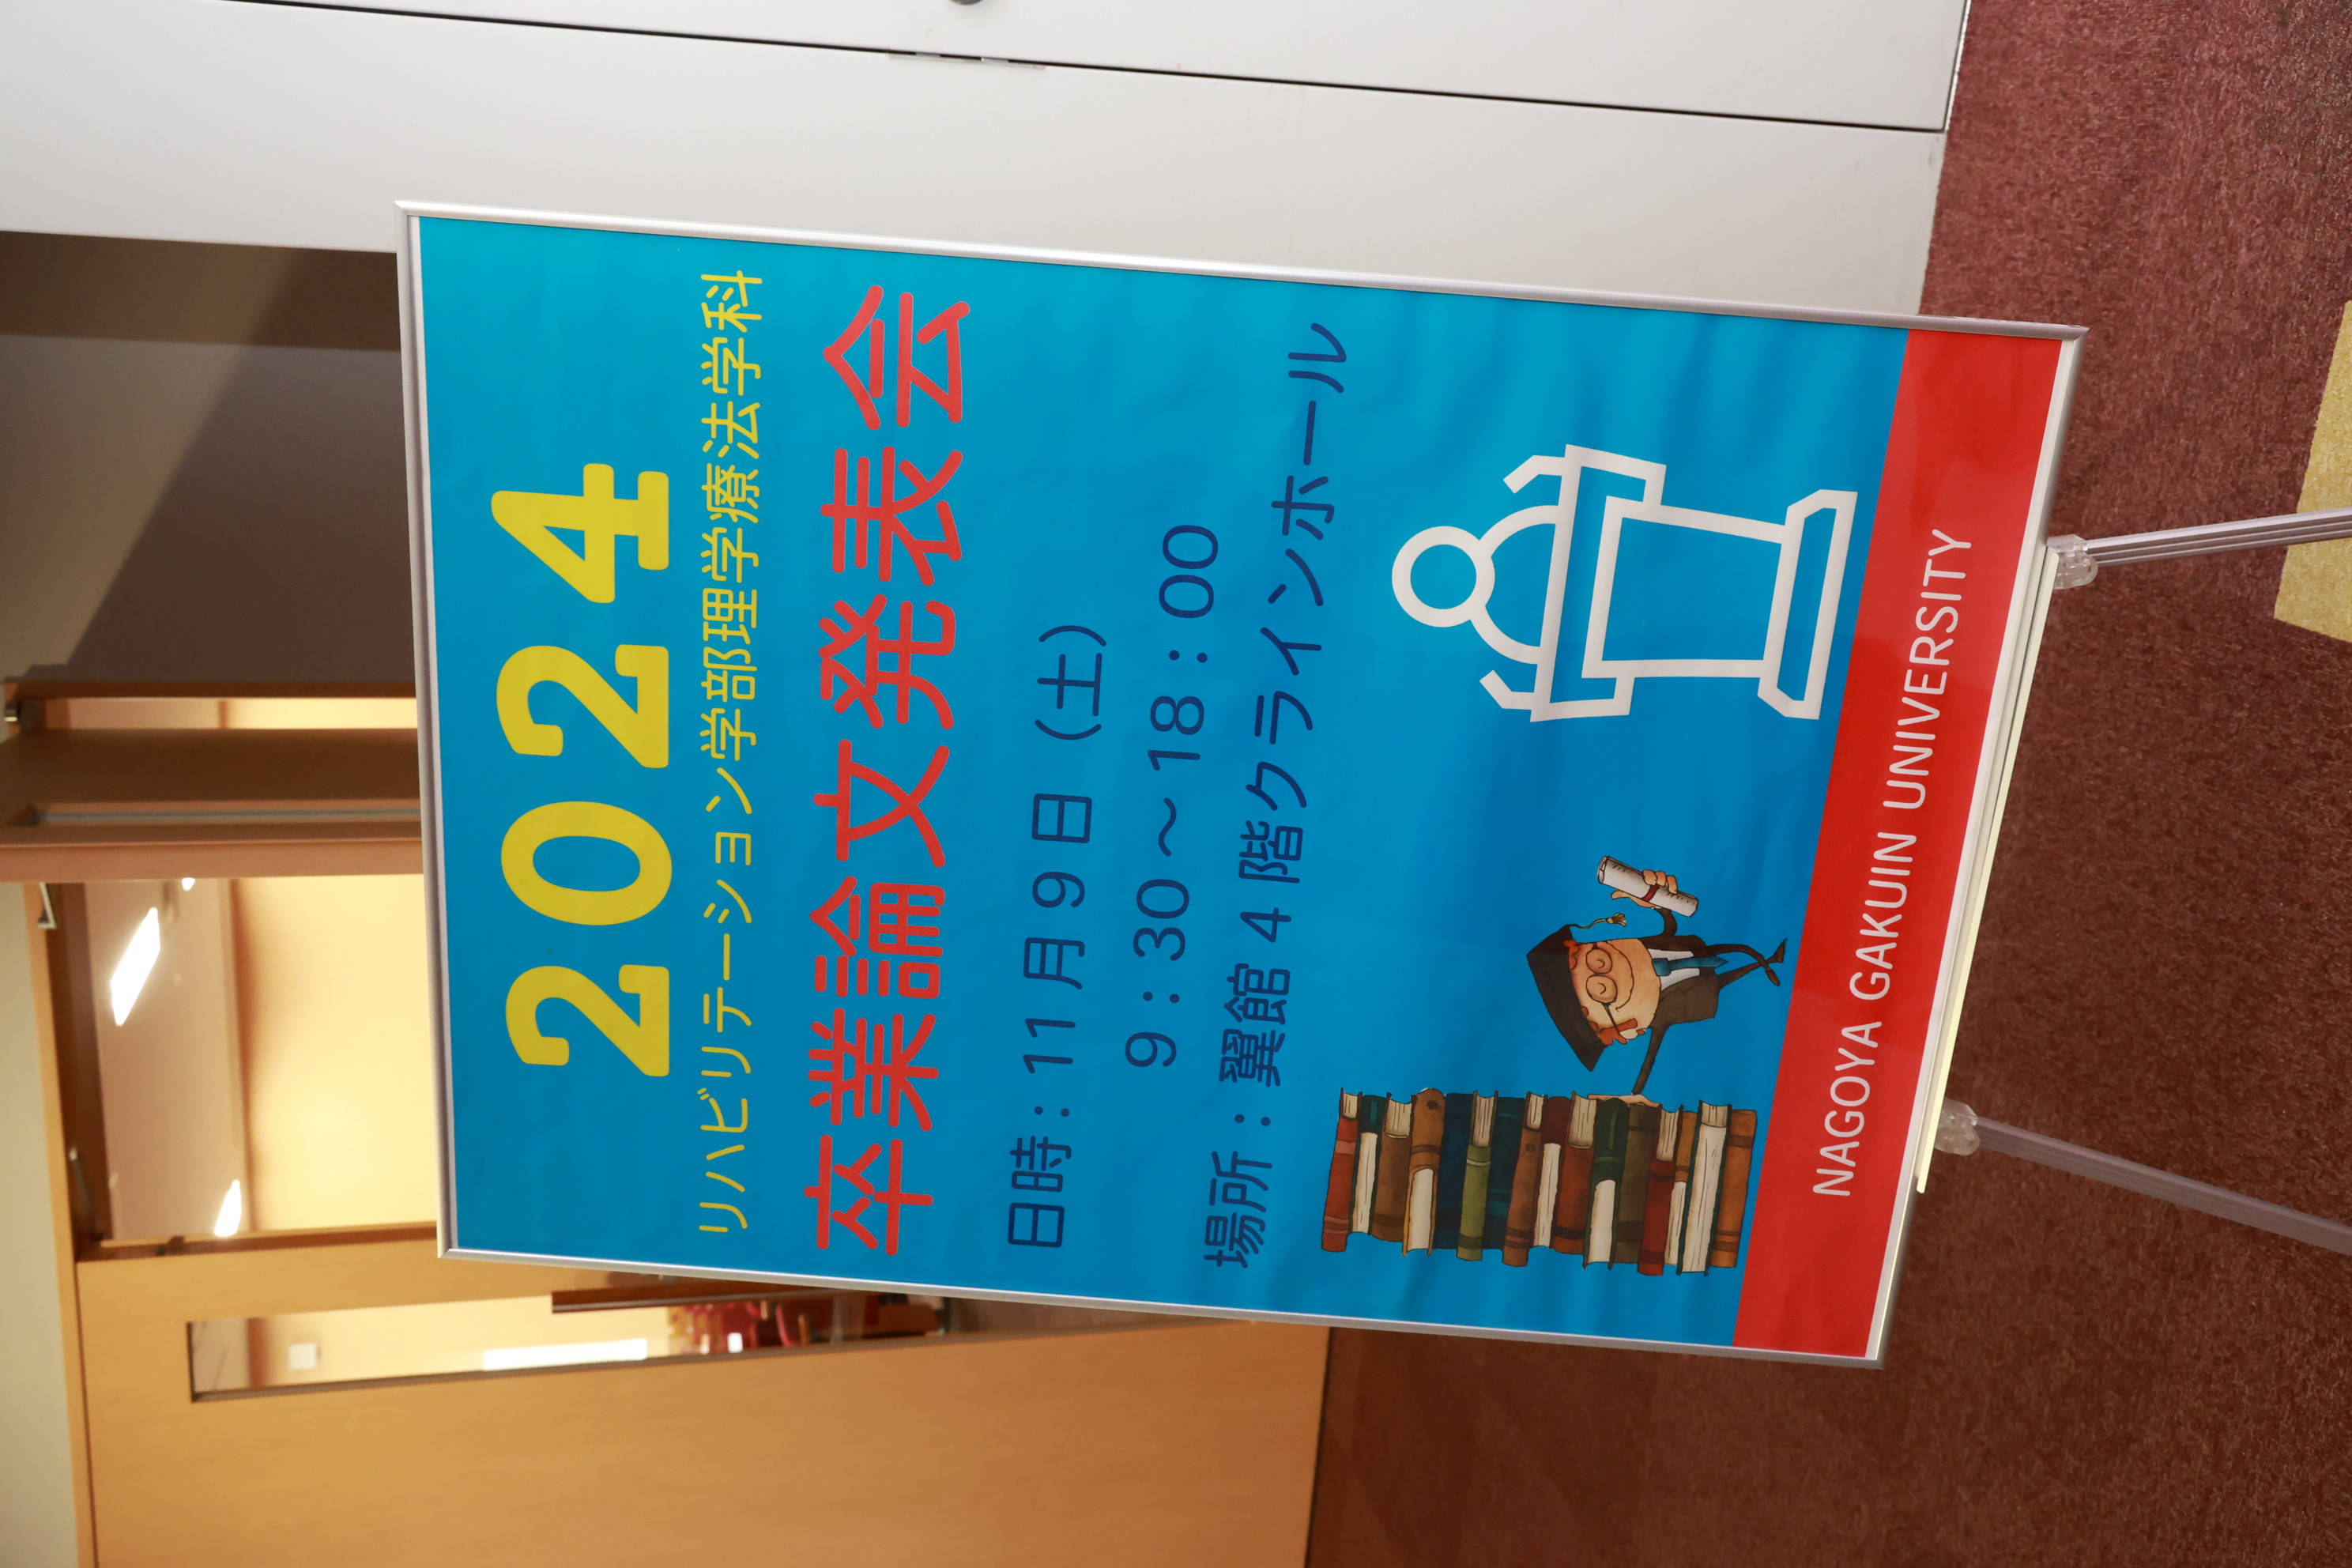 2024
リハビリテーション学部理学療法学科
卒業論文発表会
日時：11月9日（土）
9：30～18：00
場所：翼館4階クラインホール
NAGOYA GAKUIN UNIVERSITY